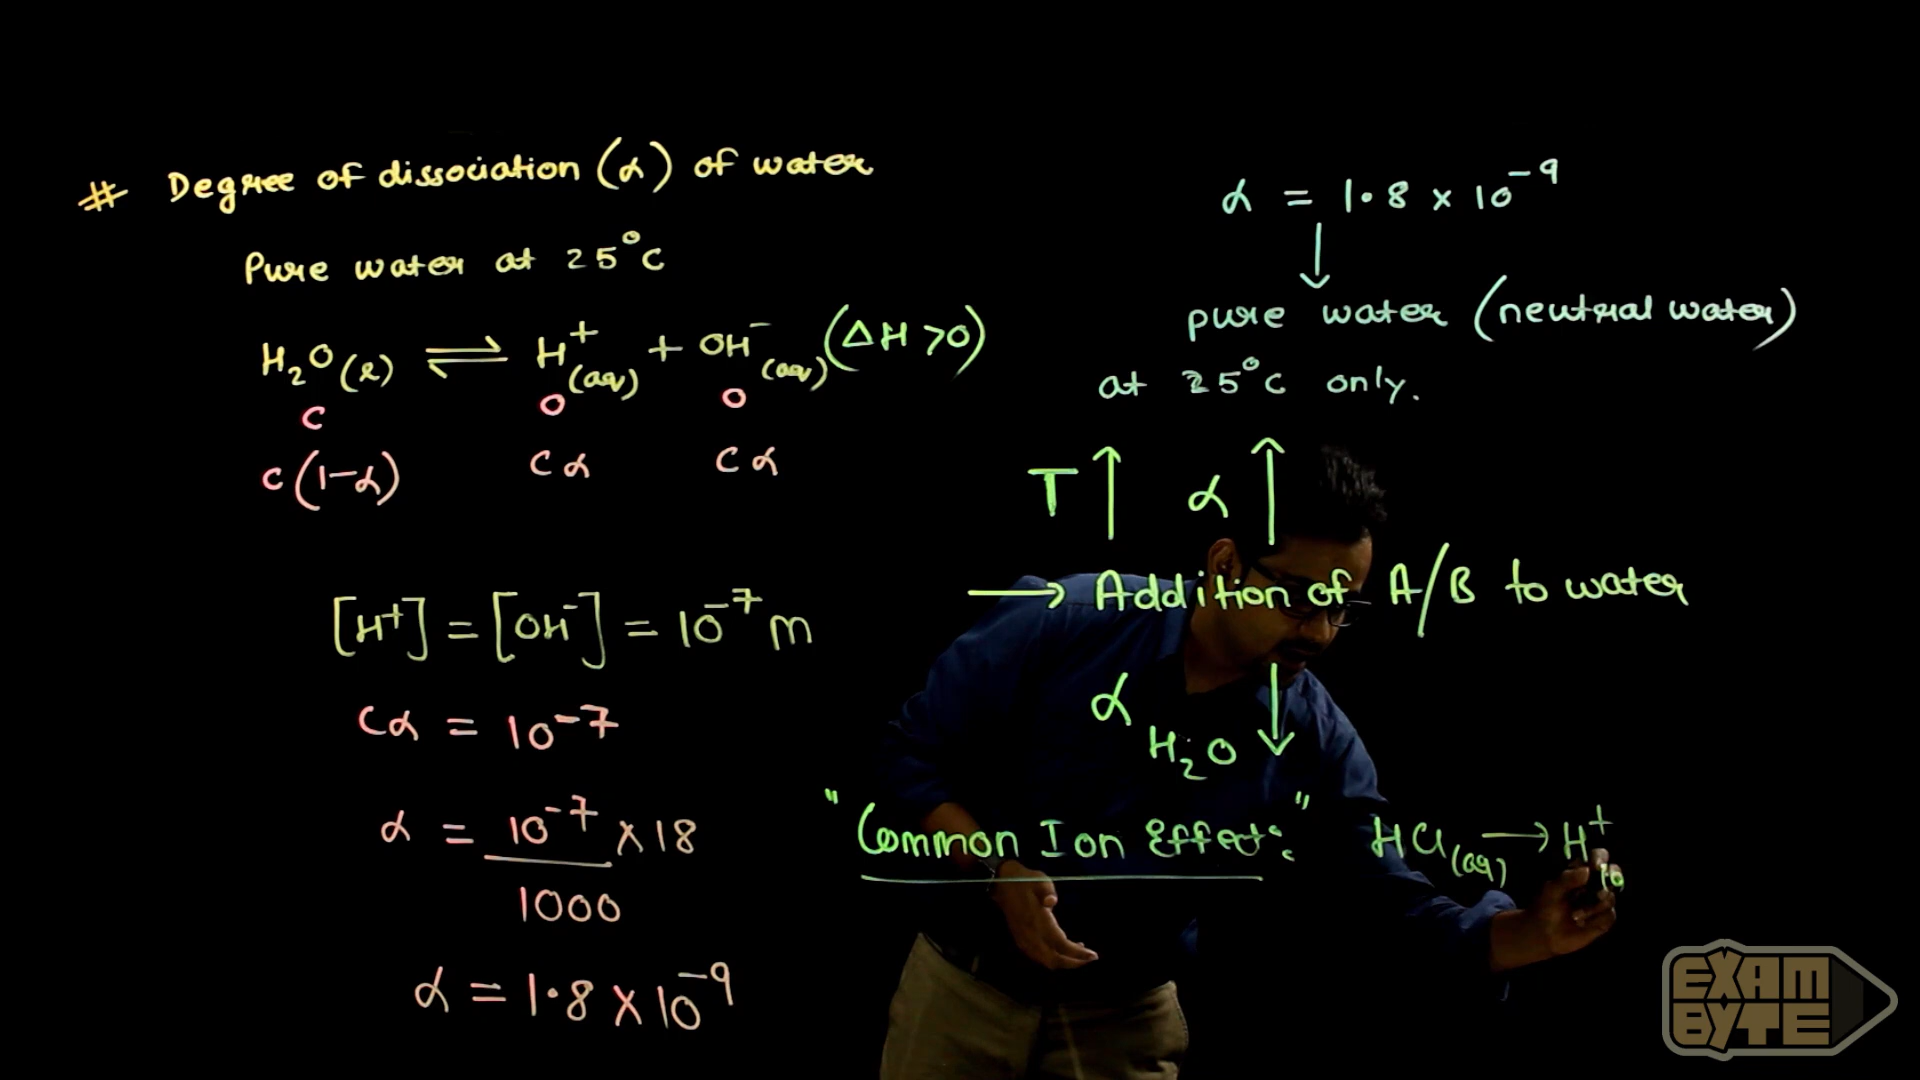 # Degree of dissociation (α) of water
Pure water at 25°C
H₂O(l) ⇌ H⁺(aq) + OH⁻(aq) (ΔH >0)
C O O
C(1-α) Cα Cα
[H⁺] = [OH⁻] = 10⁻⁷ m
Cα = 10⁻⁷
α = 10⁻⁷ × 18
1000
α = 1.8 × 10⁻⁹
α = 1.8 × 10⁻⁹
↓
pure water (neutral water)
at 25°C only.
T ↑ α ↑
→ Addition of A/B to water
α H₂O ↓
"Common Ion Effect:" HCl(aq) → H⁺
EXAM
BYTE